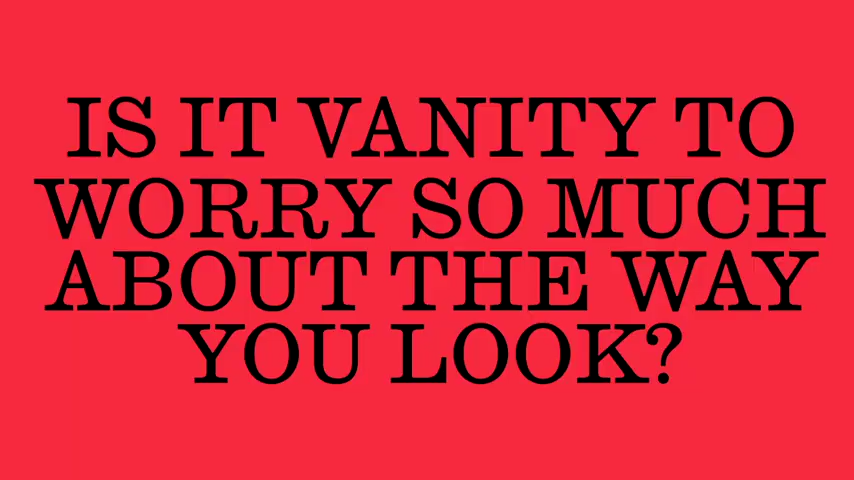 IS IT VANITY TO
WORRY SO MUCH
ABOUT THE WAY
YOU LOOK?